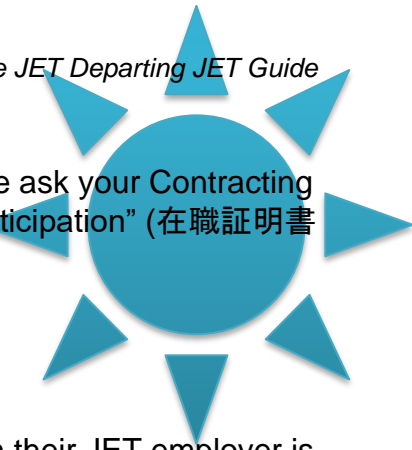 e JET Departing JET Guide
e ask your Contracting
ticipation” (在職証明書
n their JET employer is